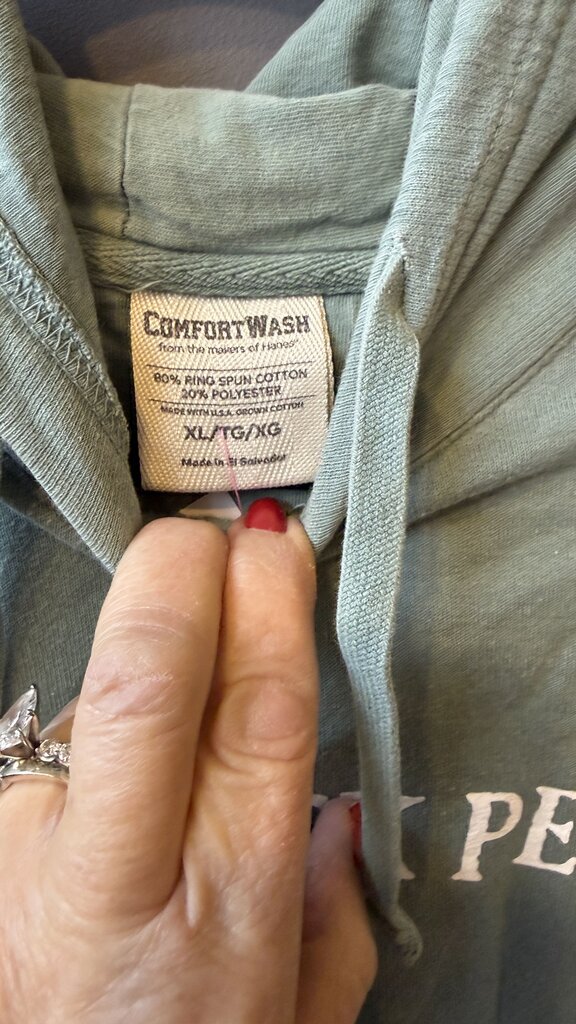 COMFORTWASH
from the makers of Hanes®
80% RING SPUN COTTON
20% POLYESTER
MADE WITH U.S.A. GROWN COTTON
XL/TG/XG
Made in El Salvador
PE